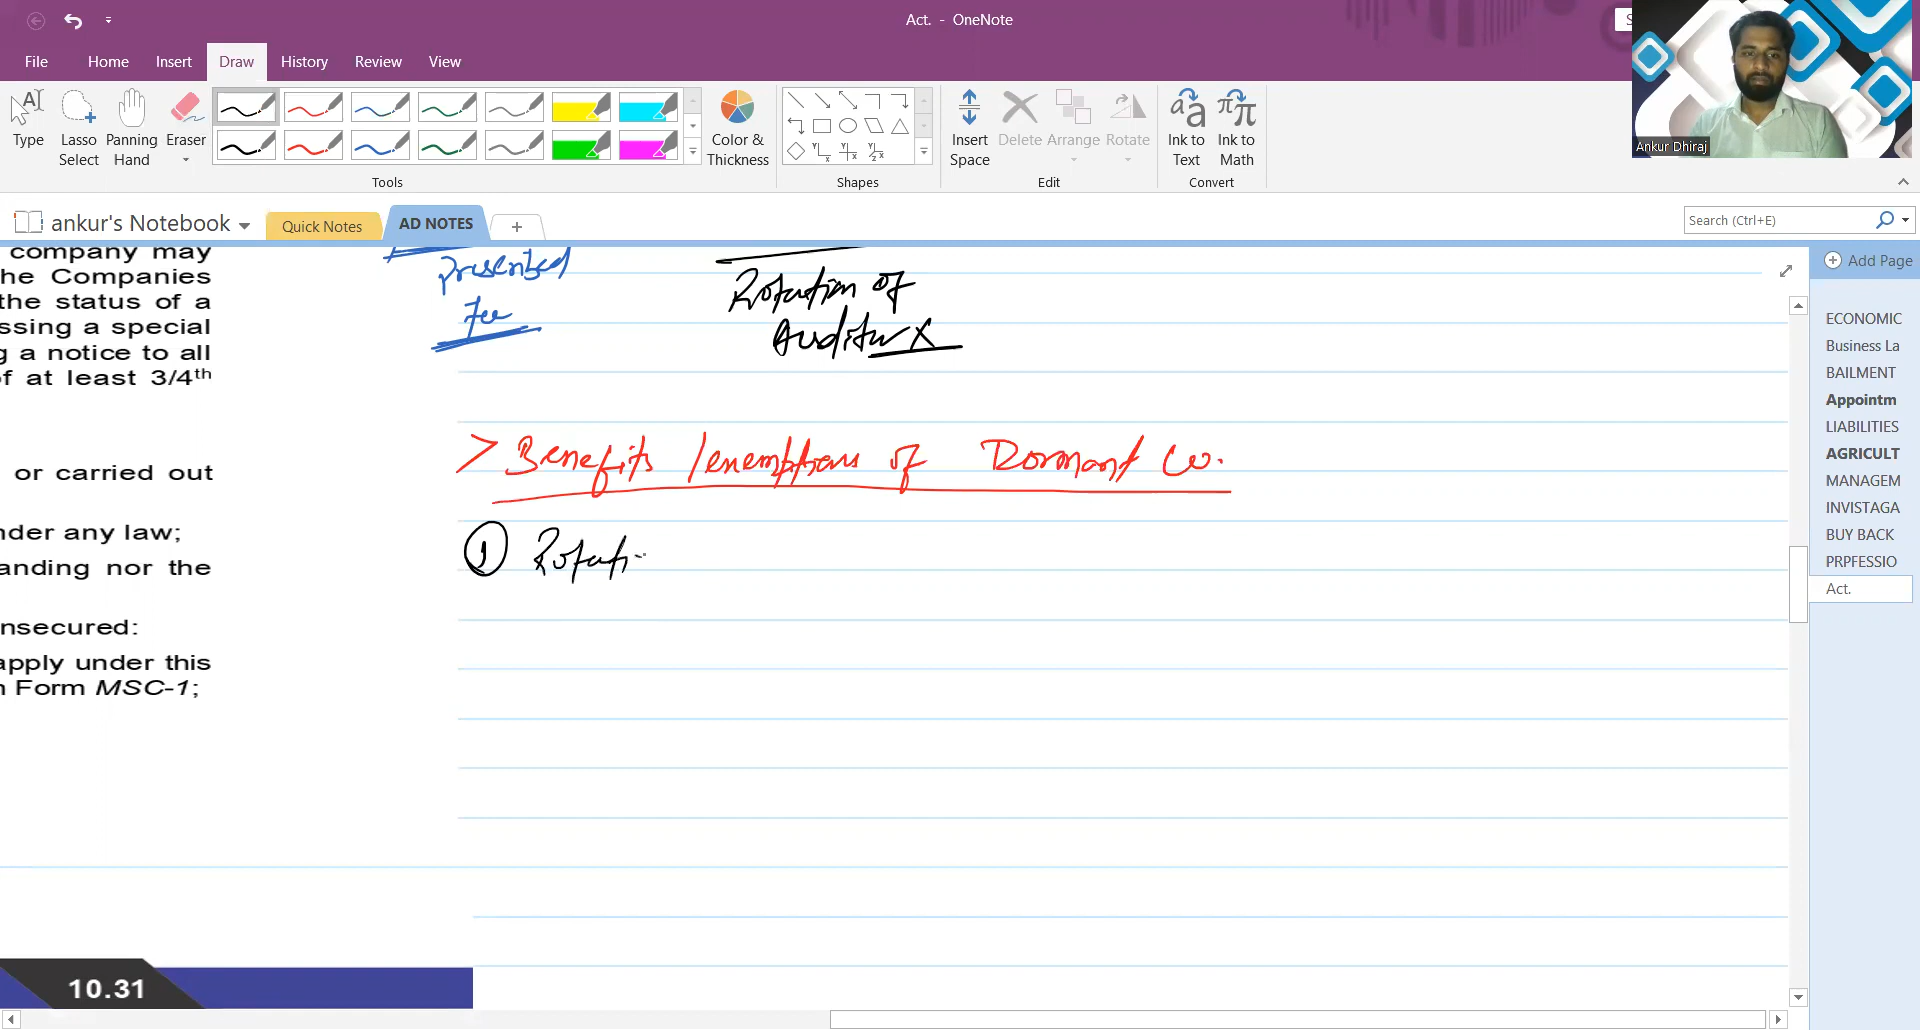 Act. - OneNote
File Home Insert Draw History Review View
Type
Lasso Select
Panning Hand
Eraser
Color & Thickness
Insert Space
Delete
Arrange
Rotate
Ink to Text
Ink to Math
Tools
Shapes
Edit
Convert
Ankur Dhiraj
ankur's Notebook
Quick Notes
AD NOTES
Search (Ctrl+E)
Add Page
ECONOMIC
Business La
BAILMENT
Appointm
LIABILITIES
AGRICULT
MANAGEM
INVISTAGA
BUY BACK
PRPFESSIO
Act.
company may
the Companies
the status of a
ssing a special
g a notice to all
of at least 3/4th
or carried out
nder any law;
anding nor the
nsecured:
apply under this
n Form MSC-1;
10.31
Prescribed
Fee
Rotation of
Auditor X
> Benefits /exemptions of Dormant Co.
① Rotati